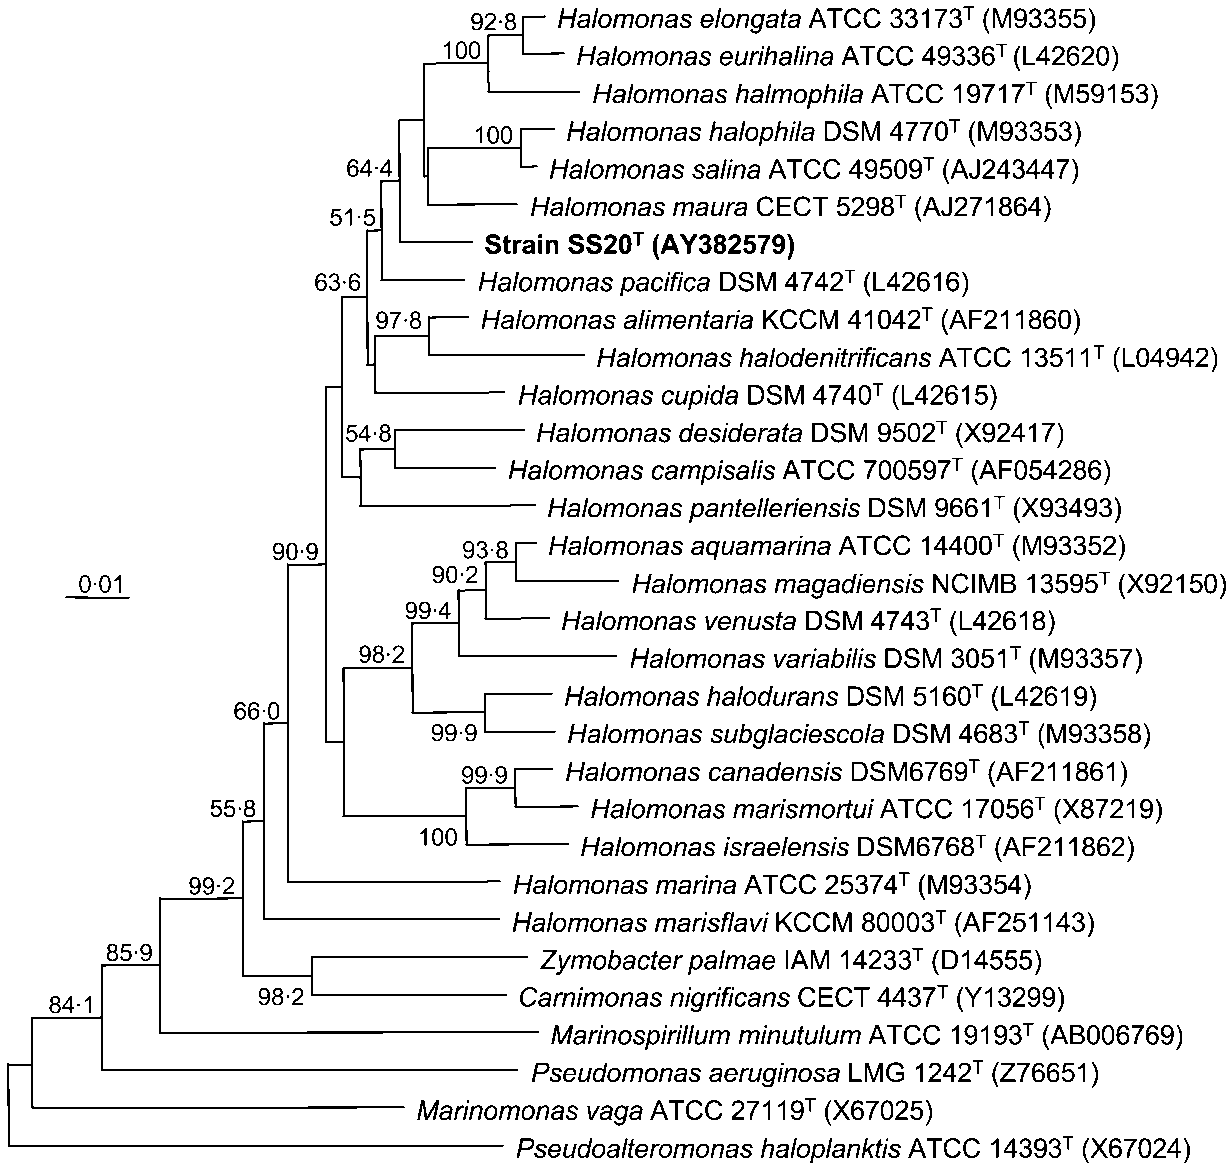 92·8 Halomonas elongata ATCC 33173T (M93355)
100 Halomonas eurihalina ATCC 49336T (L42620)
Halomonas halmophila ATCC 19717T (M59153)
100 Halomonas halophila DSM 4770T (M93353)
64·4 Halomonas salina ATCC 49509T (AJ243447)
51·5 Halomonas maura CECT 5298T (AJ271864)
Strain SS20T (AY382579)
63·6 Halomonas pacifica DSM 4742T (L42616)
97·8 Halomonas alimentaria KCCM 41042T (AF211860)
Halomonas halodenitrificans ATCC 13511T (L04942)
Halomonas cupida DSM 4740T (L42615)
54·8 Halomonas desiderata DSM 9502T (X92417)
Halomonas campisalis ATCC 700597T (AF054286)
Halomonas pantelleriensis DSM 9661T (X93493)
90·9 93·8 Halomonas aquamarina ATCC 14400T (M93352)
0·01 90·2 Halomonas magadiensis NCIMB 13595T (X92150)
99·4 Halomonas venusta DSM 4743T (L42618)
98·2 Halomonas variabilis DSM 3051T (M93357)
Halomonas halodurans DSM 5160T (L42619)
66·0 99·9 Halomonas subglaciescola DSM 4683T (M93358)
99·9 Halomonas canadensis DSM6769T (AF211861)
55·8 Halomonas marismortui ATCC 17056T (X87219)
100 Halomonas israelensis DSM6768T (AF211862)
99·2 Halomonas marina ATCC 25374T (M93354)
Halomonas marisflavi KCCM 80003T (AF251143)
85·9 Zymobacter palmae IAM 14233T (D14555)
98·2 Carnimonas nigrificans CECT 4437T (Y13299)
84·1 Marinospirillum minutulum ATCC 19193T (AB006769)
Pseudomonas aeruginosa LMG 1242T (Z76651)
Marinomonas vaga ATCC 27119T (X67025)
Pseudoalteromonas haloplanktis ATCC 14393T (X67024)